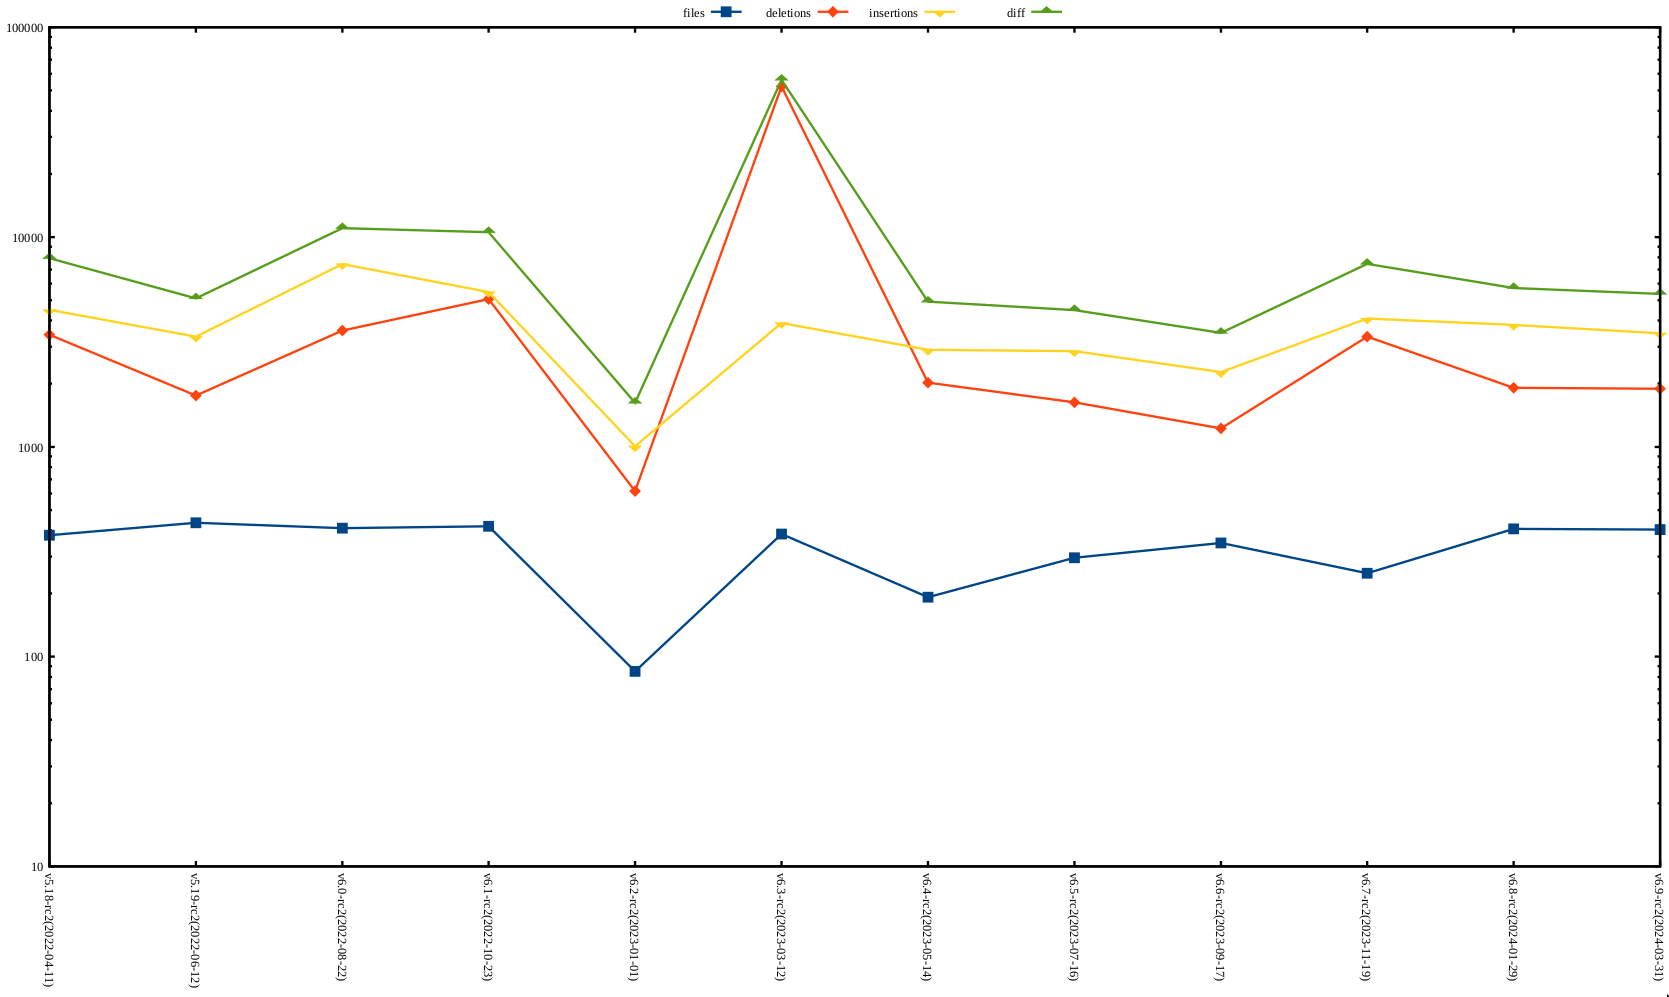 files deletions insertions diff
100000
10000
1000
100
10
v5.18-rc2(2022-04-11)
v5.19-rc2(2022-06-12)
v6.0-rc2(2022-08-22)
v6.1-rc2(2022-10-23)
v6.2-rc2(2023-01-01)
v6.3-rc2(2023-03-12)
v6.4-rc2(2023-05-14)
v6.5-rc2(2023-07-16)
v6.6-rc2(2023-09-17)
v6.7-rc2(2023-11-19)
v6.8-rc2(2024-01-29)
v6.9-rc2(2024-03-31)